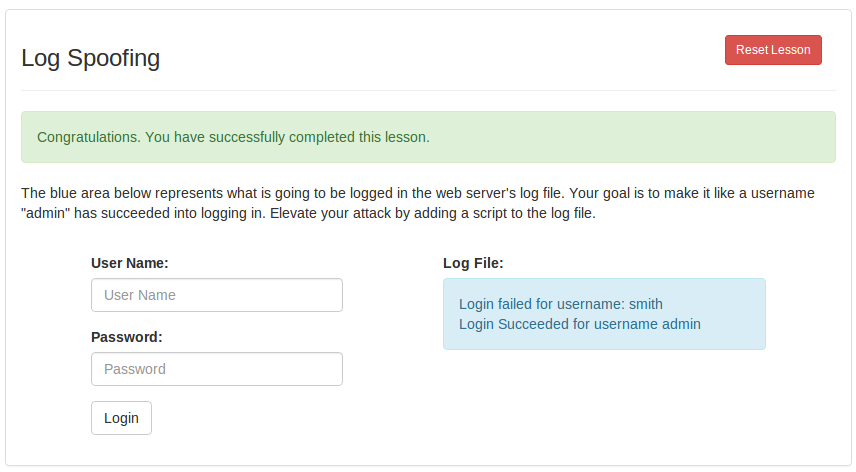 Log Spoofing
Reset Lesson
Congratulations. You have successfully completed this lesson.
The blue area below represents what is going to be logged in the web server's log file. Your goal is to make it like a username
"admin" has succeeded into logging in. Elevate your attack by adding a script to the log file.
User Name:
User Name
Password:
Password
Login
Log File:
Login failed for username: smith
Login Succeeded for username admin